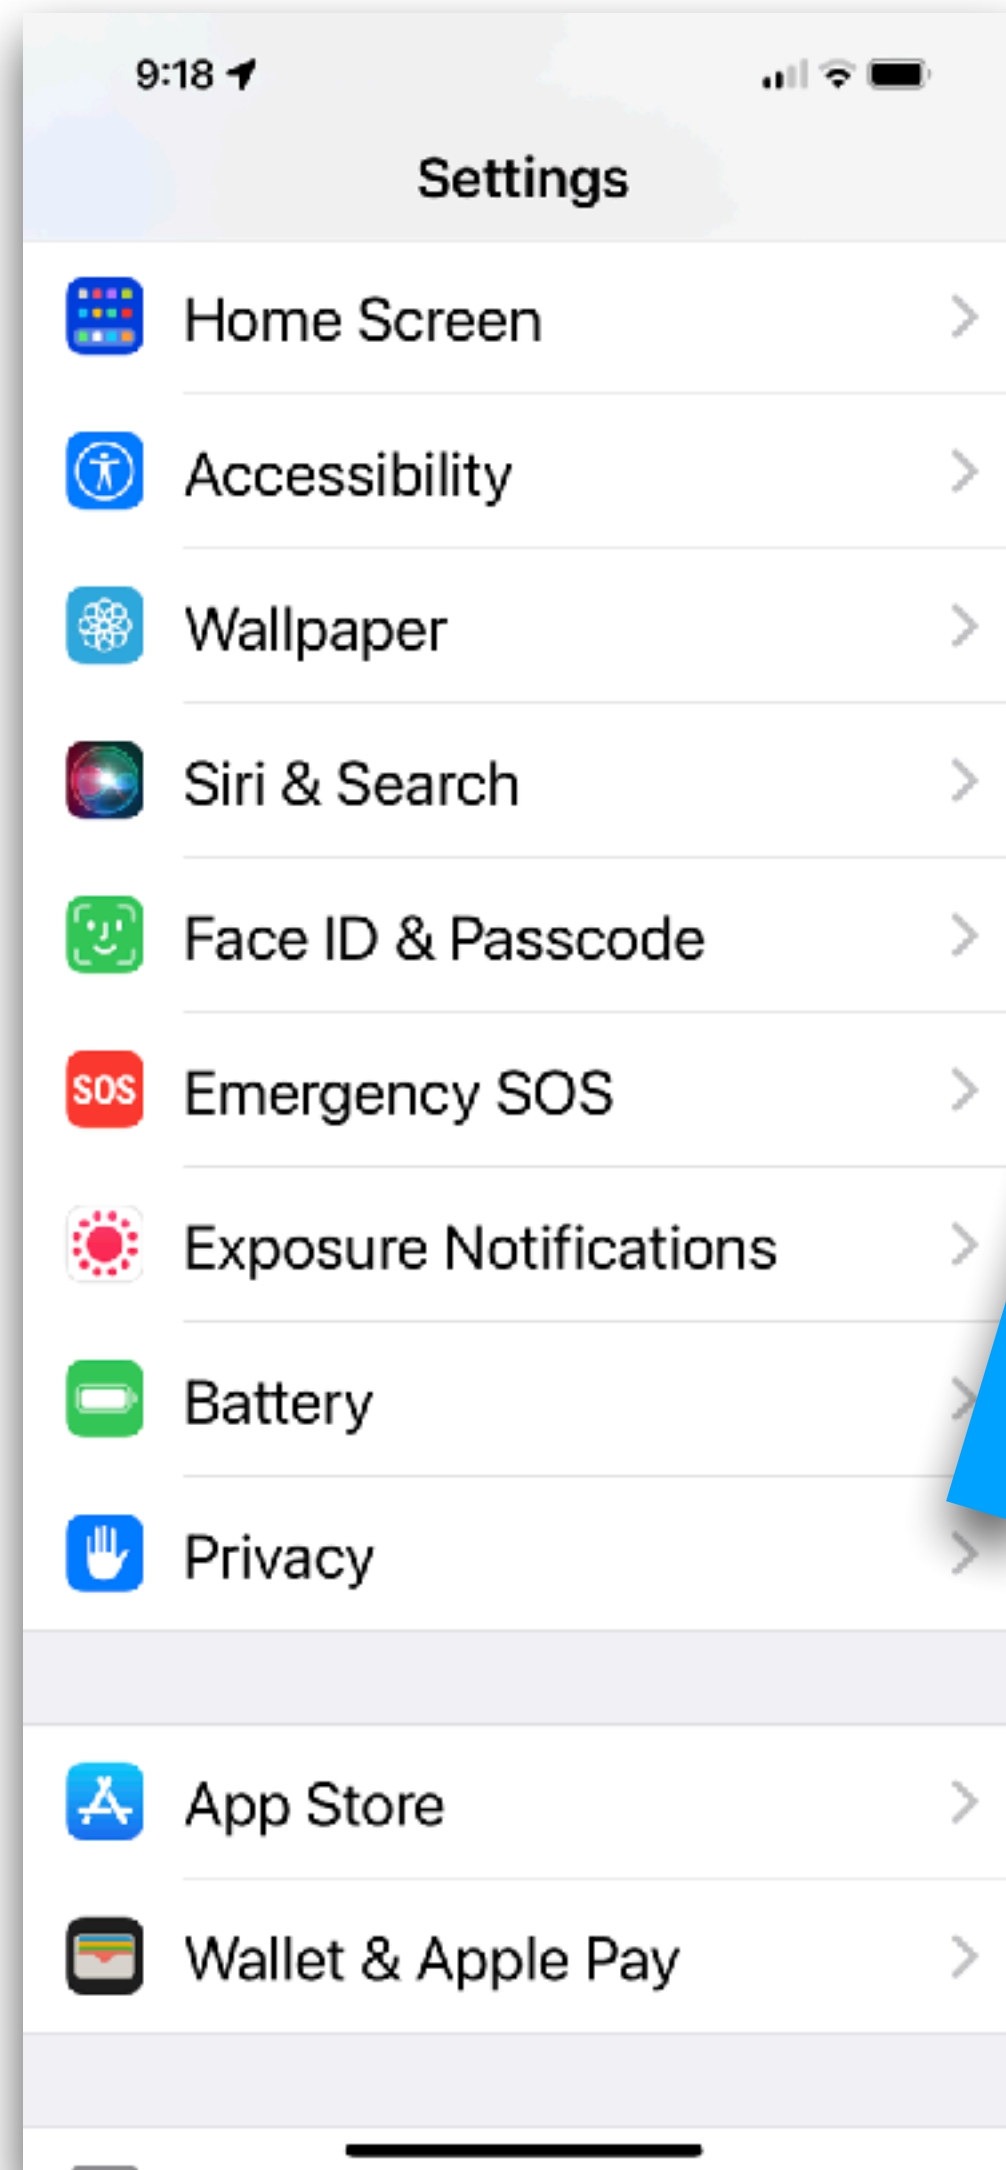 9:18
Settings
Home Screen
Accessibility
Wallpaper
Siri & Search
Face ID & Passcode
SOS Emergency SOS
Exposure Notifications
Battery
Privacy
App Store
Wallet & Apple Pay